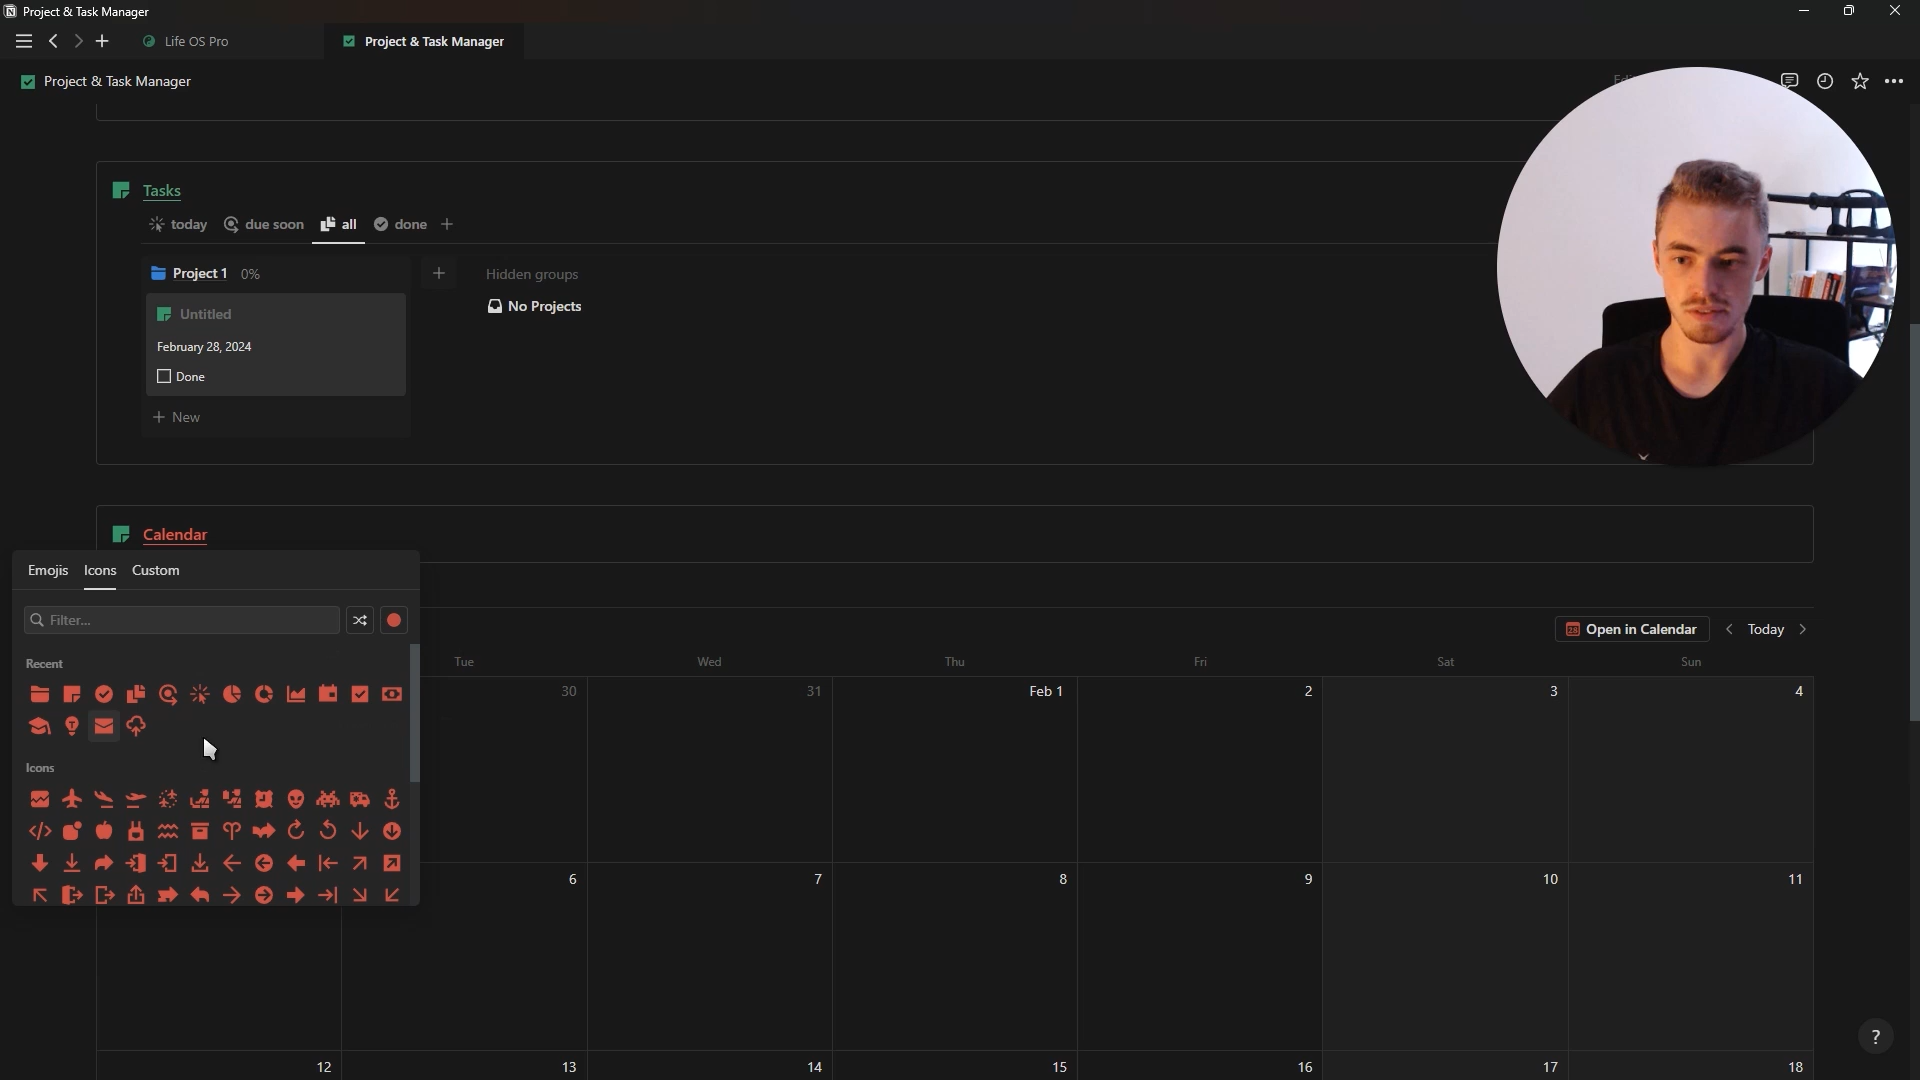 Project & Task Manager
Life OS Pro
Project & Task Manager
Project & Task Manager
Tasks
today due soon all done
Project 1 0% Hidden groups
No Projects
Untitled
February 28, 2024
Done
New
Calendar
Emojis Icons Custom
Filter...
Open in Calendar Today
Recent
Tue Wed Thu Fri Sat Sun
30 31 Feb 1 2 3 4
Icons
6 7 8 9 10 11
12 13 14 15 16 17 18
?